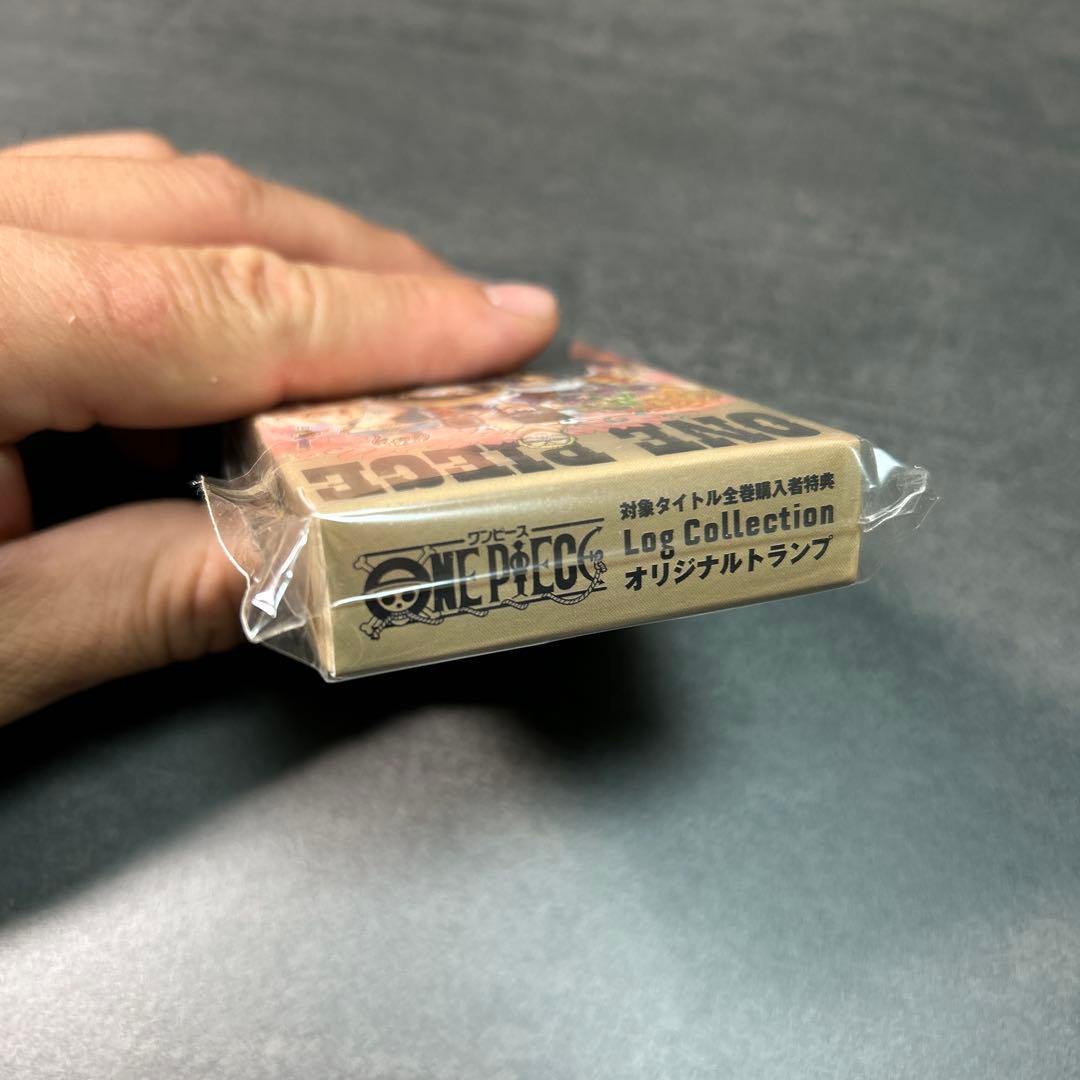 ONE PIECE
ワンピース
ONE PIECE
対象タイトル全巻購入者特典
Log Collection
オリジナルトランプ